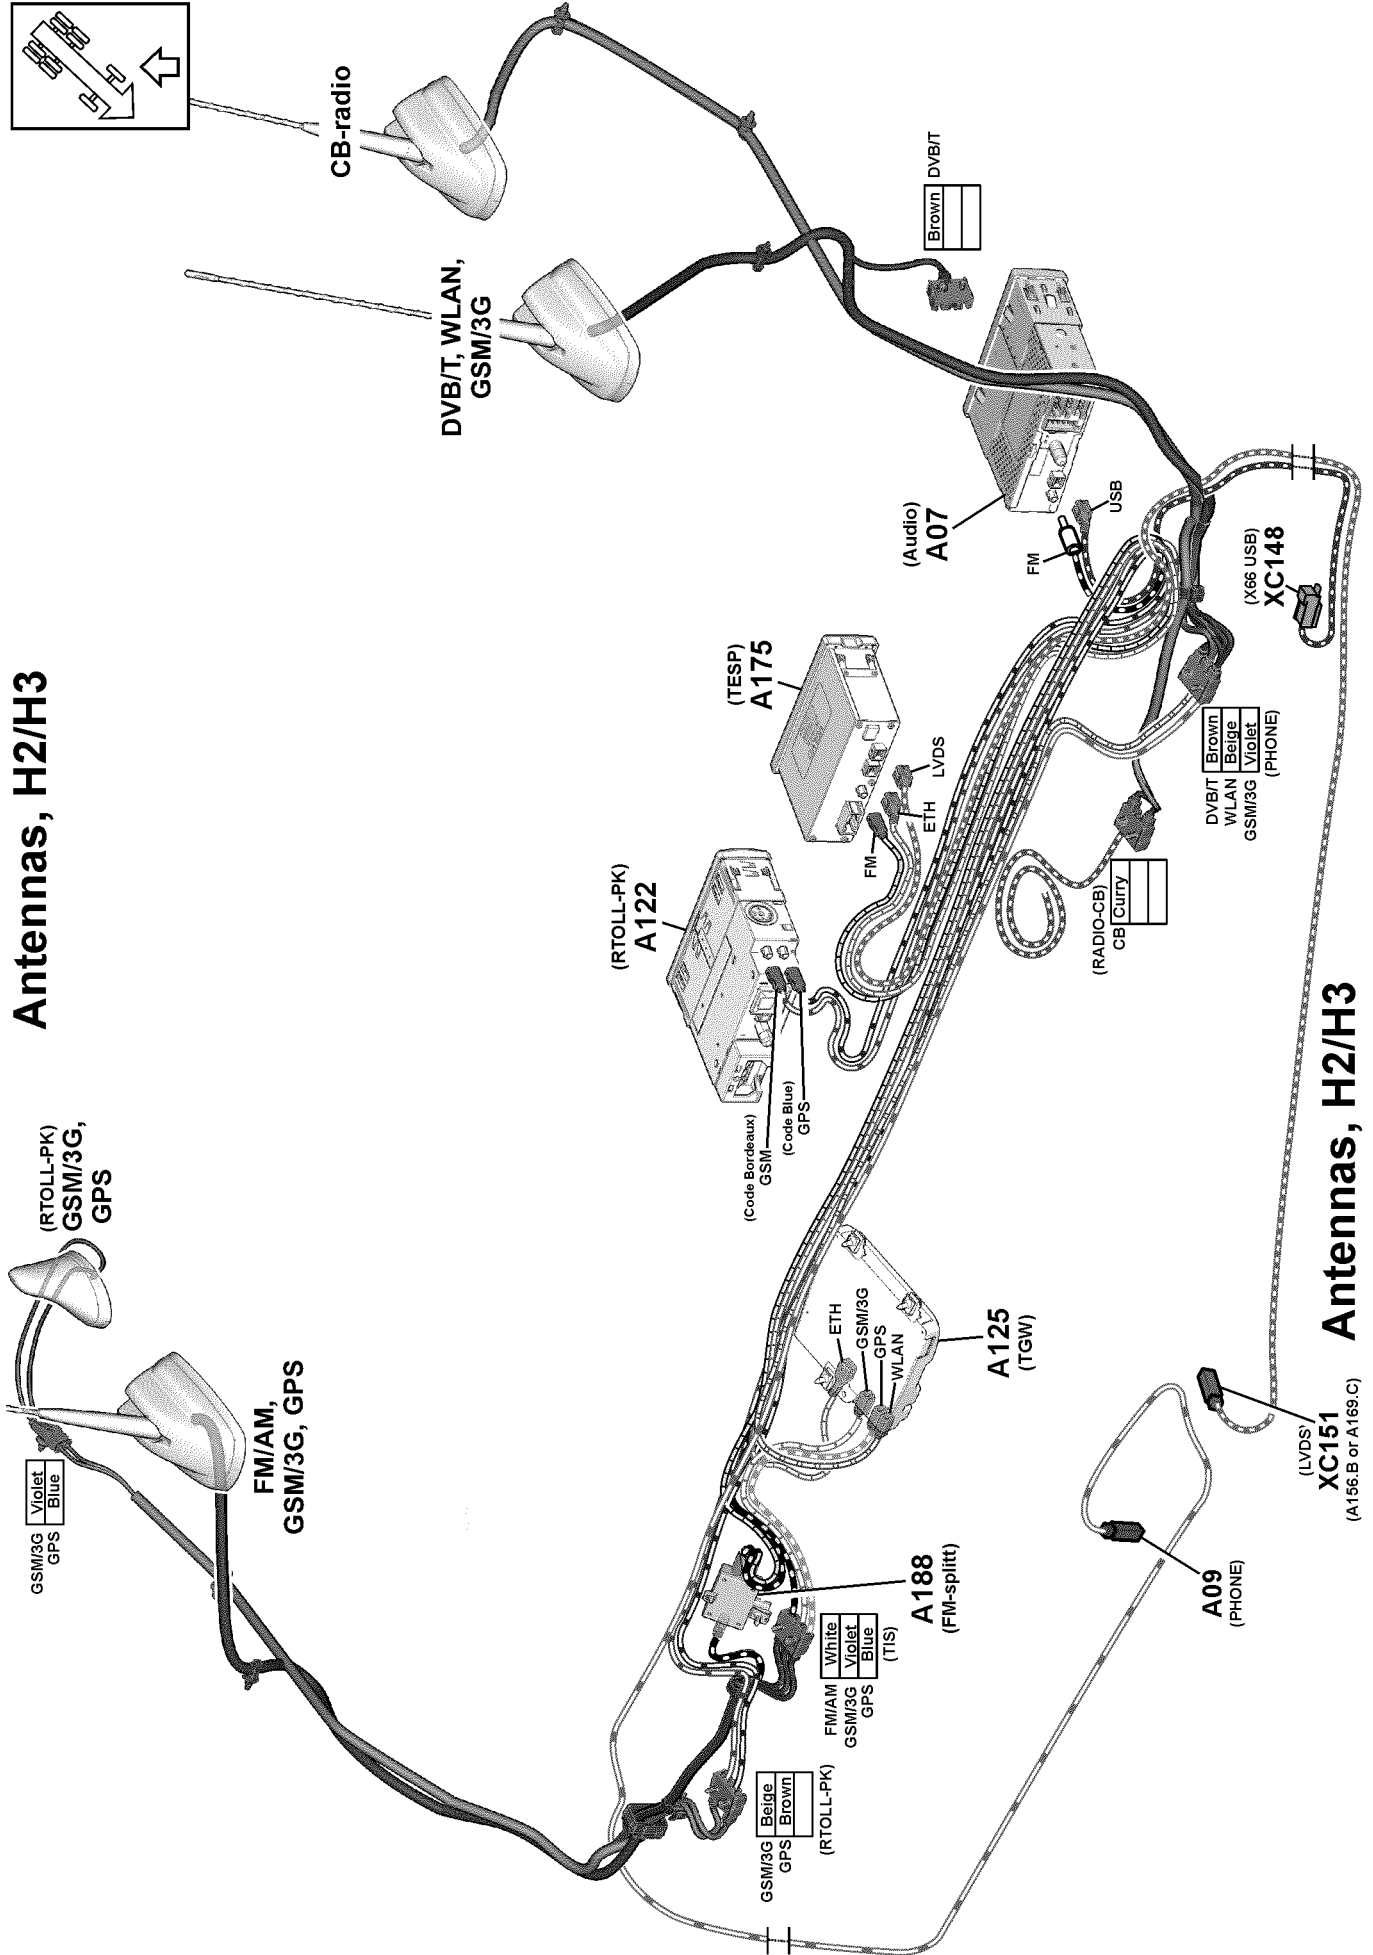 Antennas, H2/H3
(RTOLL-PK)
GSM/3G,
GPS
GSM/3G Violet
GPS Blue
FM/AM,
GSM/3G, GPS
CB-radio
DVB/T, WLAN,
GSM/3G
Brown DVB/T
(Audio)
A07
FM
USB
(TESP)
A175
FM
ETH
LVDS
(RTOLL-PK)
A122
(Code Bordeaux)
GSM
(Code Blue)
GPS
(X66 USB)
XC148
DVB/T Brown
WLAN Beige
GSM/3G Violet
(PHONE)
(RADIO-CB)
CB Curry
ETH
GSM/3G
GPS
WLAN
A125
(TGW)
A188
(FM-splitt)
FM/AM White
GSM/3G Violet
GPS Blue
(TIS)
GSM/3G Beige
GPS Brown
(RTOLL-PK)
A09
(PHONE)
(LVDS'
XC151
(A156.B or A169.C)
Antennas, H2/H3